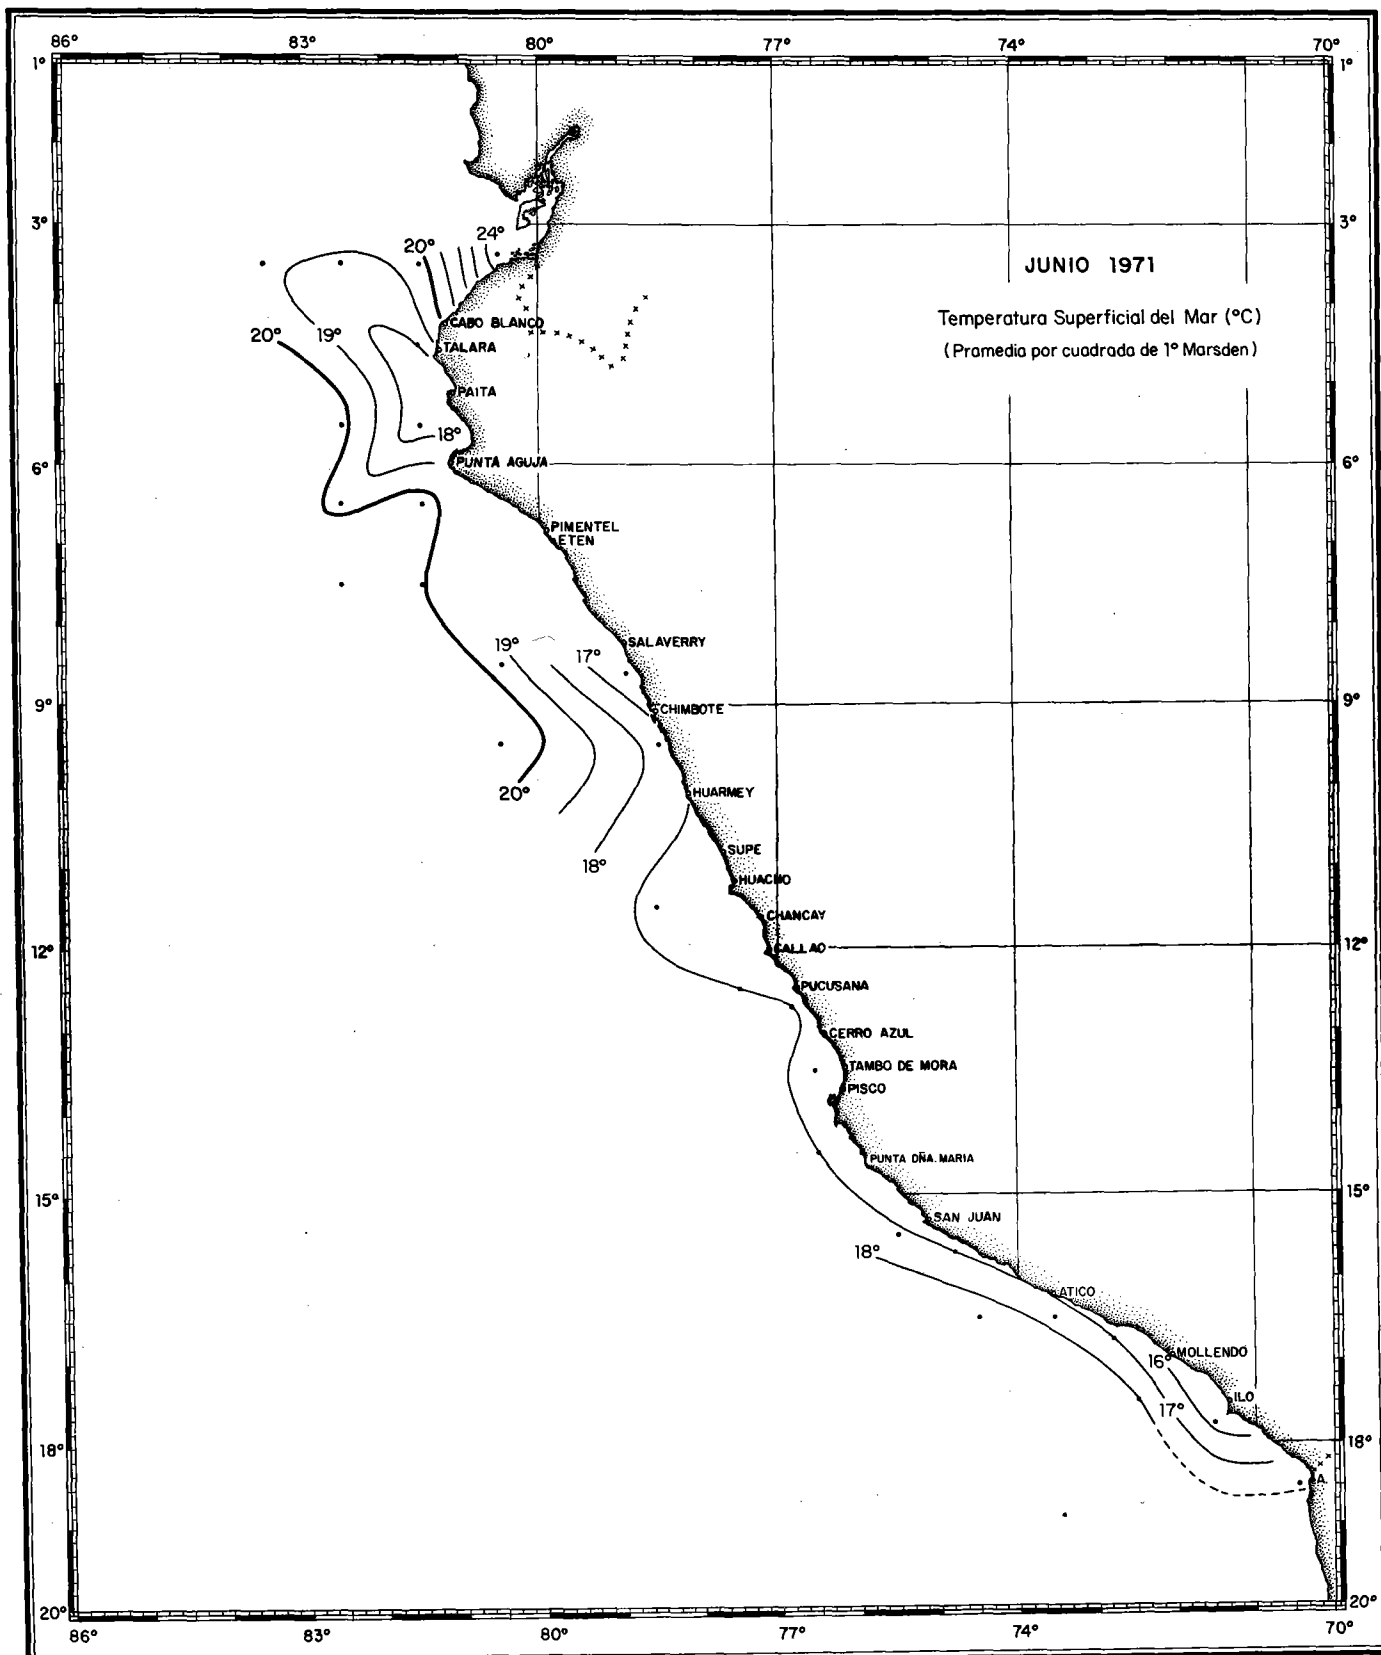 86° 83° 80° 77° 74° 70°
1° 1°
3° 3°
24°
20°
JUNIO 1971
Temperatura Superficial del Mar (°C)
(Pramedia por cuadrada de 1° Marsden)
CABO BLANCO
20° 19°
TALARA
PAITA
18°
PUNTA AGUJA
6° 6°
PIMENTEL
ETEN
SALAVERRY
19° 17°
9° CHIMBOTE 9°
HUARMEY
20°
SUPE
18°
HUACHO
CHANCAY
12° CALLAO 12°
PUCUSANA
CERRO AZUL
TAMBO DE MORA
PISCO
PUNTA DÑA. MARIA
15° 15°
SAN JUAN
18°
ATICO
MOLLENDO
16°
ILO
17°
18° 18°
A.
20° 20°
86° 83° 80° 77° 74° 70°